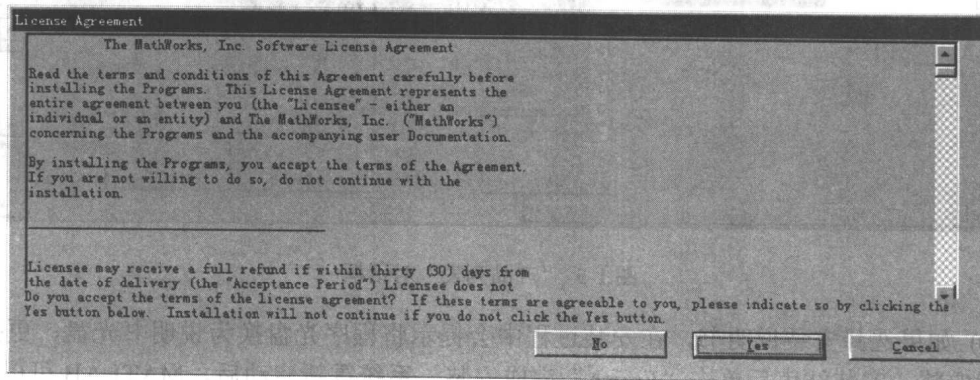 License Agreement
The MathWorks, Inc. Software License Agreement
Read the terms and conditions of this Agreement carefully before
installing the Programs. This License Agreement represents the
entire agreement between you (the "Licensee" - either an
individual or an entity) and The MathWorks, Inc. ("MathWorks")
concerning the Programs and the accompanying user Documentation.
By installing the Programs, you accept the terms of the Agreement.
If you are not willing to do so, do not continue with the
installation.
Licensee may receive a full refund if within thirty (30) days from
the date of delivery (the "Acceptance Period") Licensee does not
Do you accept the terms of the license agreement? If these terms are agreeable to you, please indicate so by clicking the
Yes button below. Installation will not continue if you do not click the Yes button.
No Yes Cancel